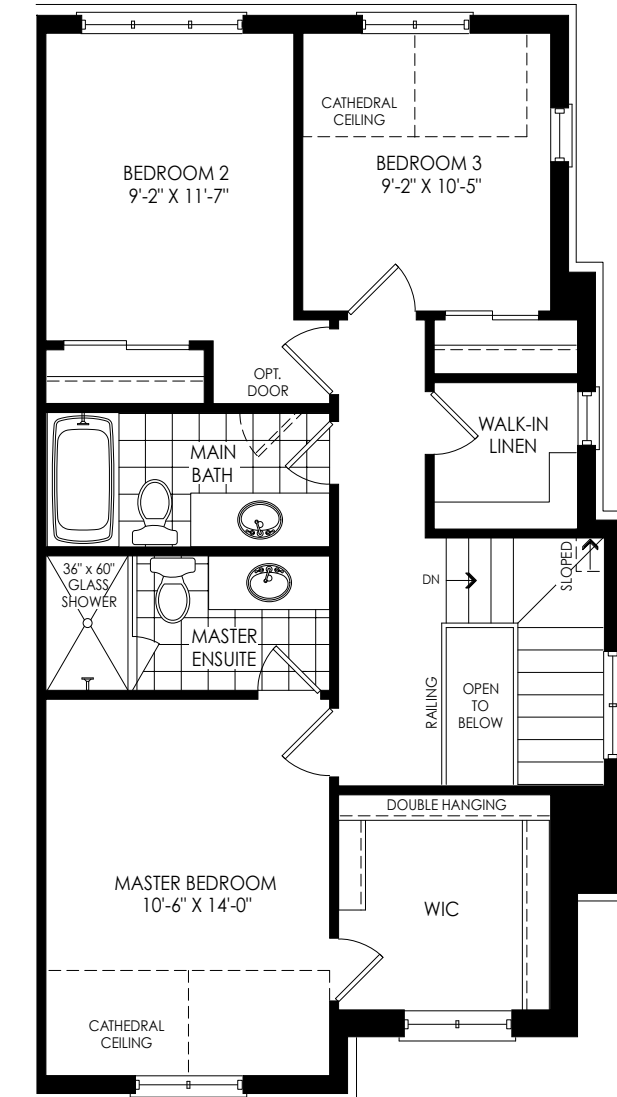 CATHEDRAL
CEILING
BEDROOM 2
9'-2" X 11'-7"
BEDROOM 3
9'-2" X 10'-5"
OPT.
DOOR
WALK-IN
LINEN
MAIN
BATH
36" x 60"
GLASS
SHOWER
DN
SLOPED
MASTER
ENSUITE
RAILING
OPEN
TO
BELOW
DOUBLE HANGING
MASTER BEDROOM
10'-6" X 14'-0"
WIC
CATHEDRAL
CEILING